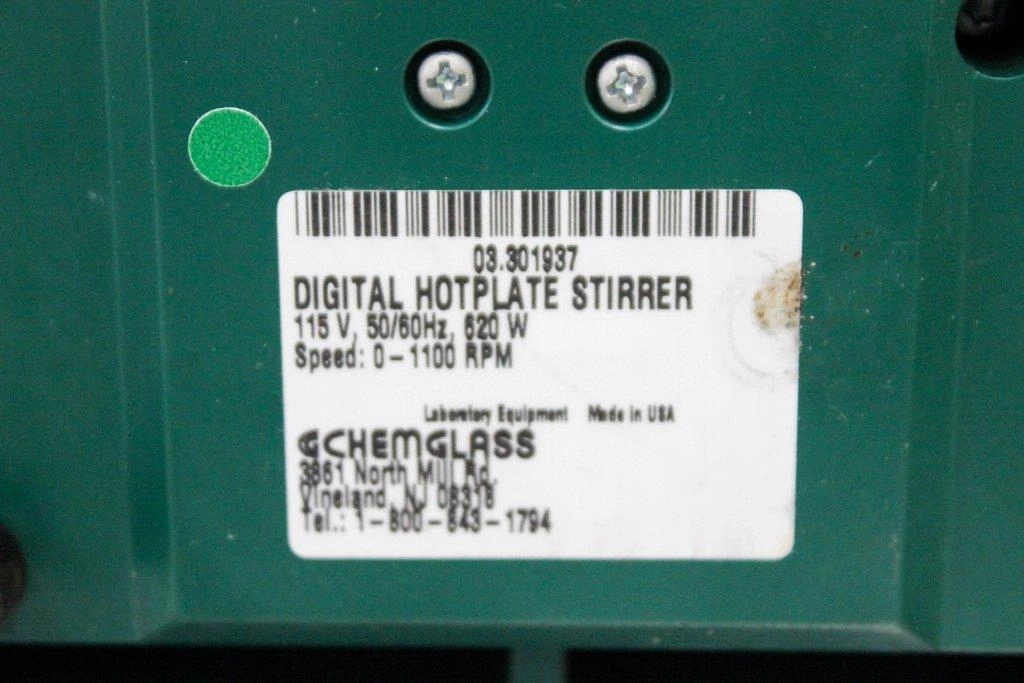 03.301937
DIGITAL HOTPLATE STIRRER
115 V, 50/60Hz, 620 W
Speed: 0-1100 RPM
Laboratory Equipment Made in USA
CHEMGLASS
3861 North Mill Rd.
Vineland, NJ 08318
Tel.: 1-800-843-1794